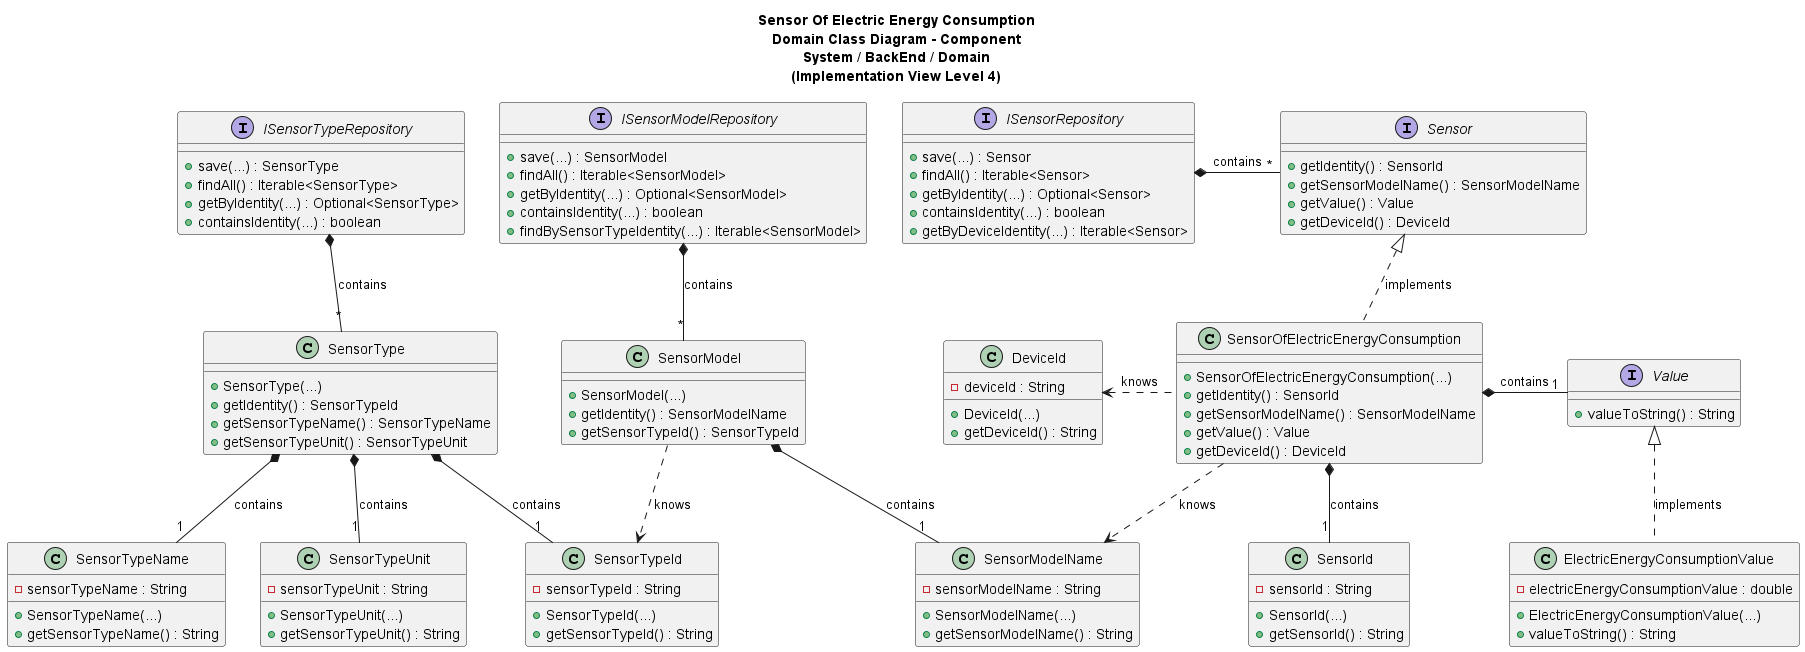 Sensor Of Electric Energy Consumption
Domain Class Diagram - Component
System / BackEnd / Domain
(Implementation View Level 4)
I ISensorTypeRepository
save(...) : SensorType
findAll() : Iterable<SensorType>
getByIdentity(...) : Optional<SensorType>
containsIdentity(...) : boolean
I ISensorModelRepository
save(...) : SensorModel
findAll() : Iterable<SensorModel>
getByIdentity(...) : Optional<SensorModel>
containsIdentity(...) : boolean
findBySensorTypeIdentity(...) : Iterable<SensorModel>
I ISensorRepository
save(...) : Sensor
findAll() : Iterable<Sensor>
getByIdentity(...) : Optional<Sensor>
containsIdentity(...) : boolean
getByDeviceIdentity(...) : Iterable<Sensor>
contains *
I Sensor
getIdentity() : SensorId
getSensorModelName() : SensorModelName
getValue() : Value
getDeviceId() : DeviceId
contains
*
contains
*
implements
C SensorType
SensorType(...)
getIdentity() : SensorTypeId
getSensorTypeName() : SensorTypeName
getSensorTypeUnit() : SensorTypeUnit
C SensorModel
SensorModel(...)
getIdentity() : SensorModelName
getSensorTypeId() : SensorTypeId
C DeviceId
deviceId : String
DeviceId(...)
getDeviceId() : String
knows
C SensorOfElectricEnergyConsumption
SensorOfElectricEnergyConsumption(...)
getIdentity() : SensorId
getSensorModelName() : SensorModelName
getValue() : Value
getDeviceId() : DeviceId
contains 1
I Value
valueToString() : String
contains
1
contains
1
contains
1
knows
contains
1
knows
contains
1
implements
C SensorTypeName
sensorTypeName : String
SensorTypeName(...)
getSensorTypeName() : String
C SensorTypeUnit
sensorTypeUnit : String
SensorTypeUnit(...)
getSensorTypeUnit() : String
C SensorTypeId
sensorTypeId : String
SensorTypeId(...)
getSensorTypeId() : String
C SensorModelName
sensorModelName : String
SensorModelName(...)
getSensorModelName() : String
C SensorId
sensorId : String
SensorId(...)
getSensorId() : String
C ElectricEnergyConsumptionValue
electricEnergyConsumptionValue : double
ElectricEnergyConsumptionValue(...)
valueToString() : String